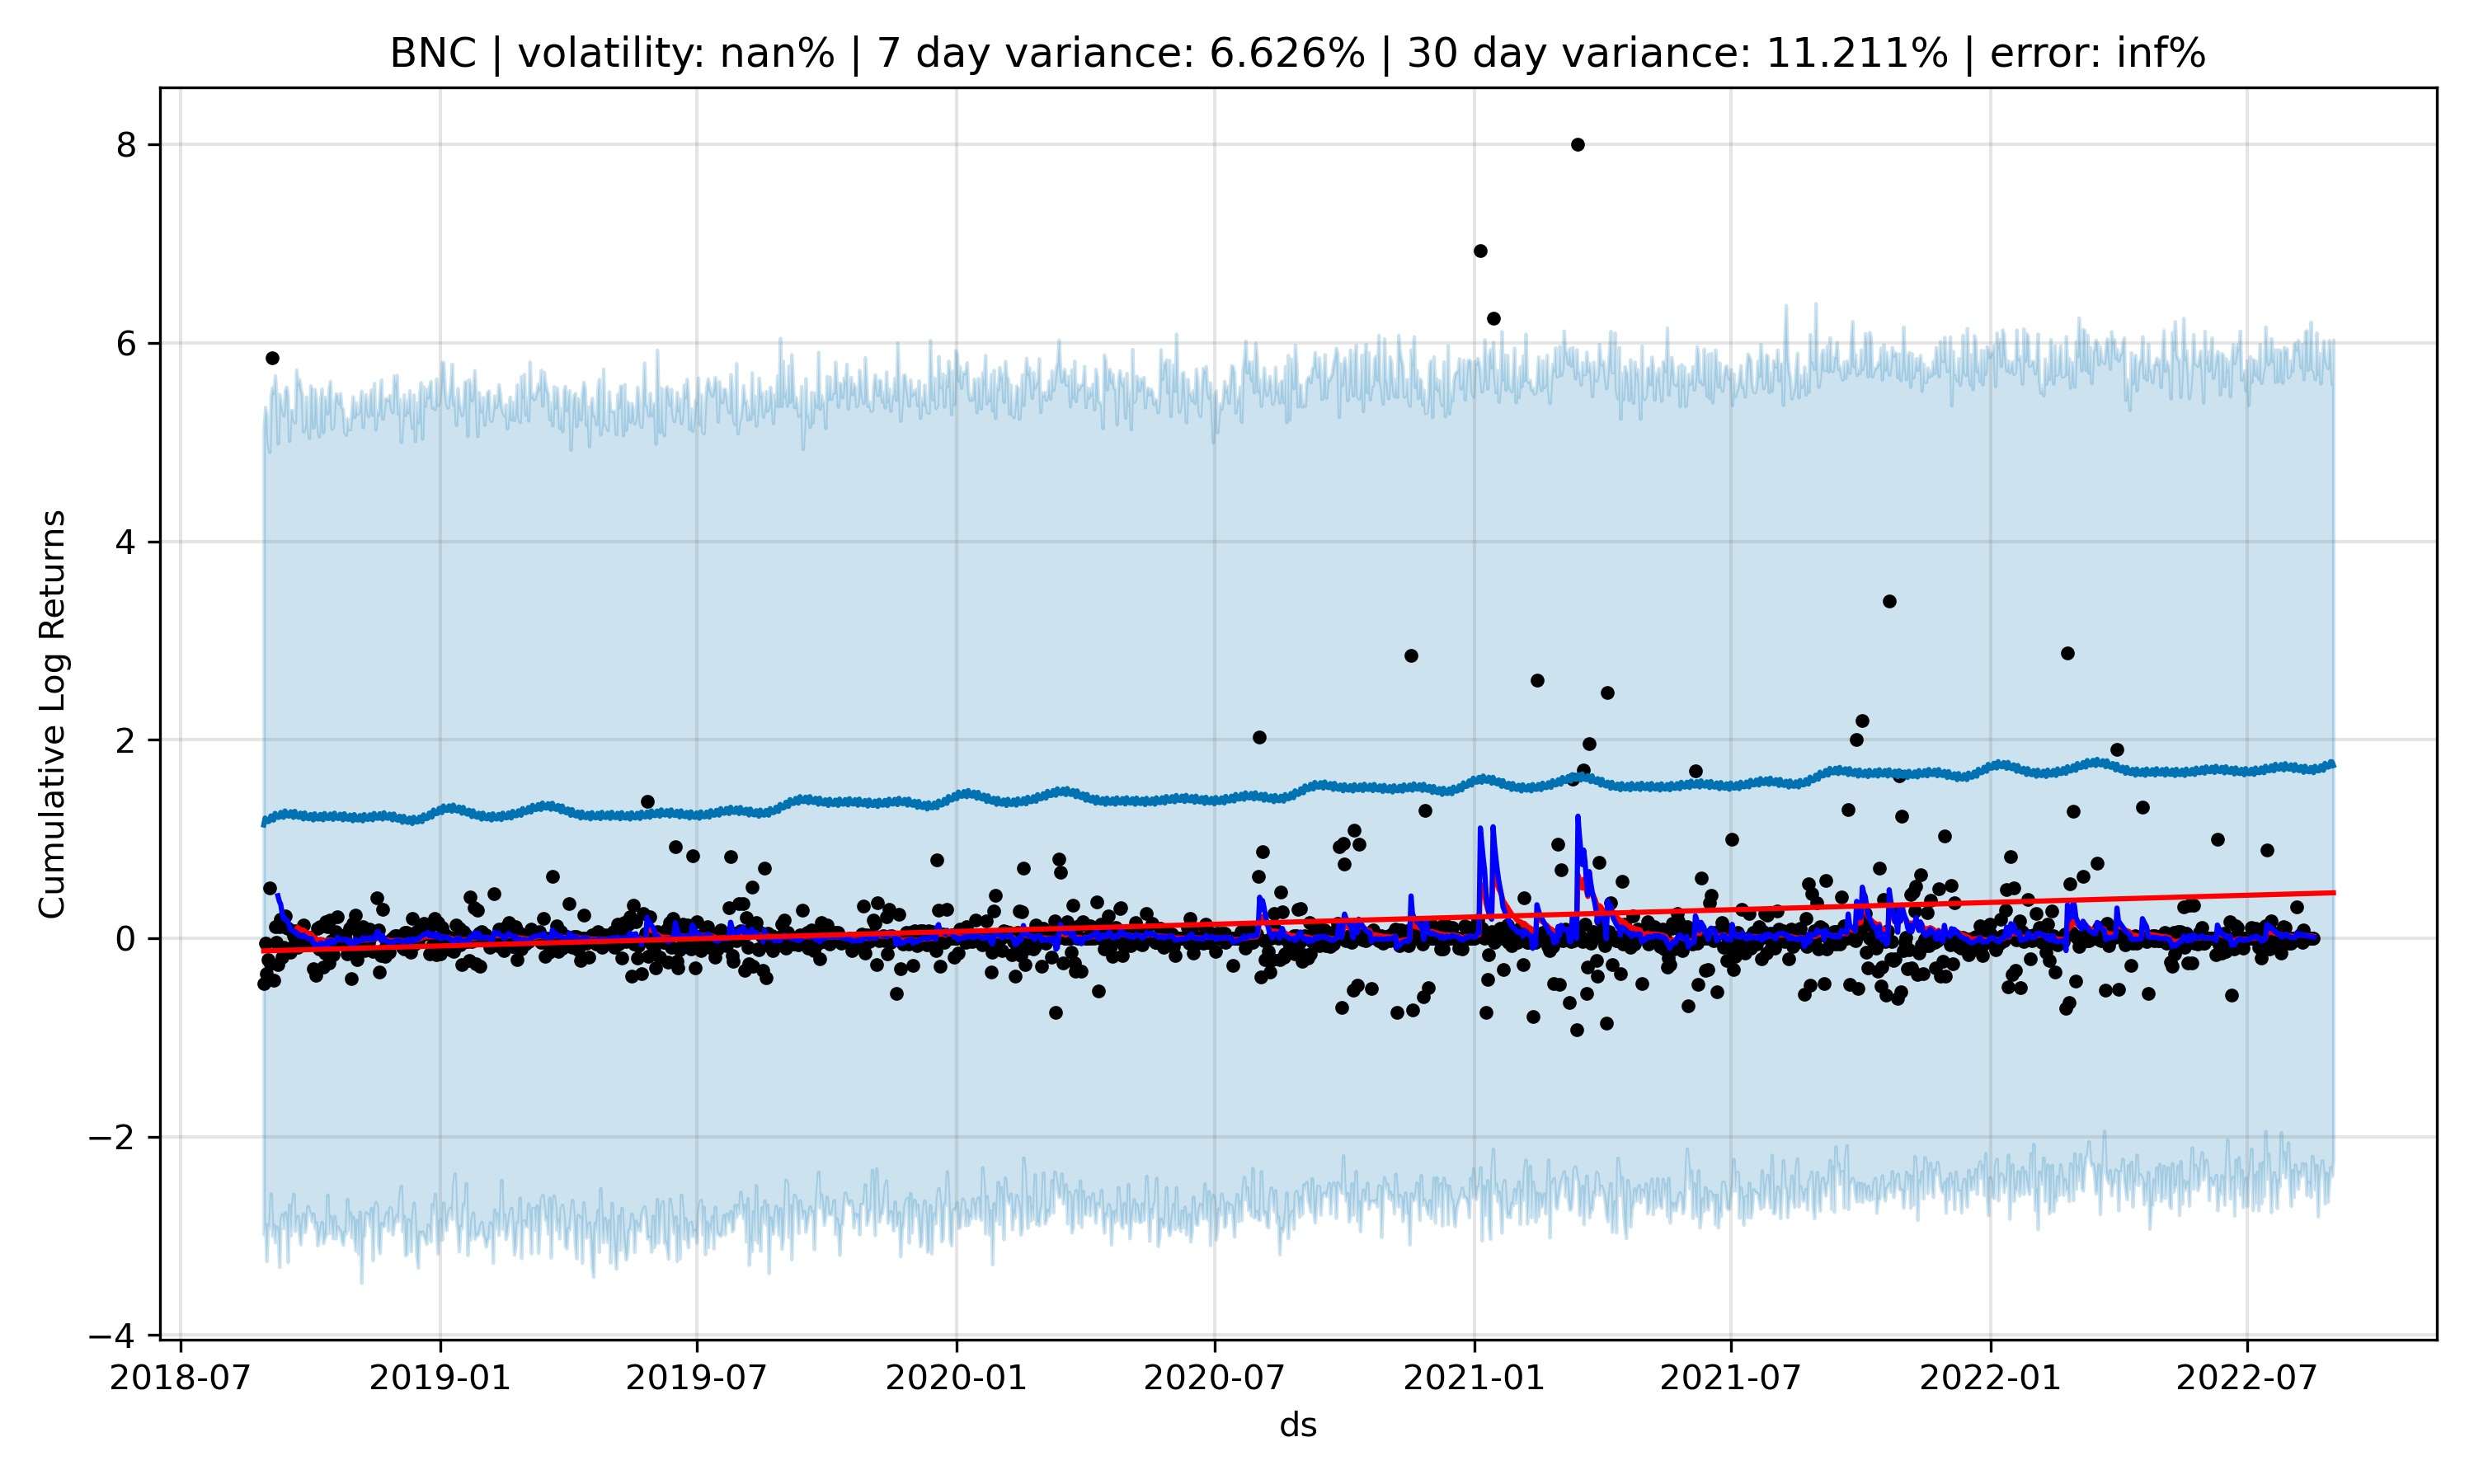 BNC | volatility: nan% | 7 day variance: 6.626% | 30 day variance: 11.211% | error: inf%
8
6
4
2
0
−2
−4
Cumulative Log Returns
2018-07 2019-01 2019-07 2020-01 2020-07 2021-01 2021-07 2022-01 2022-07
ds